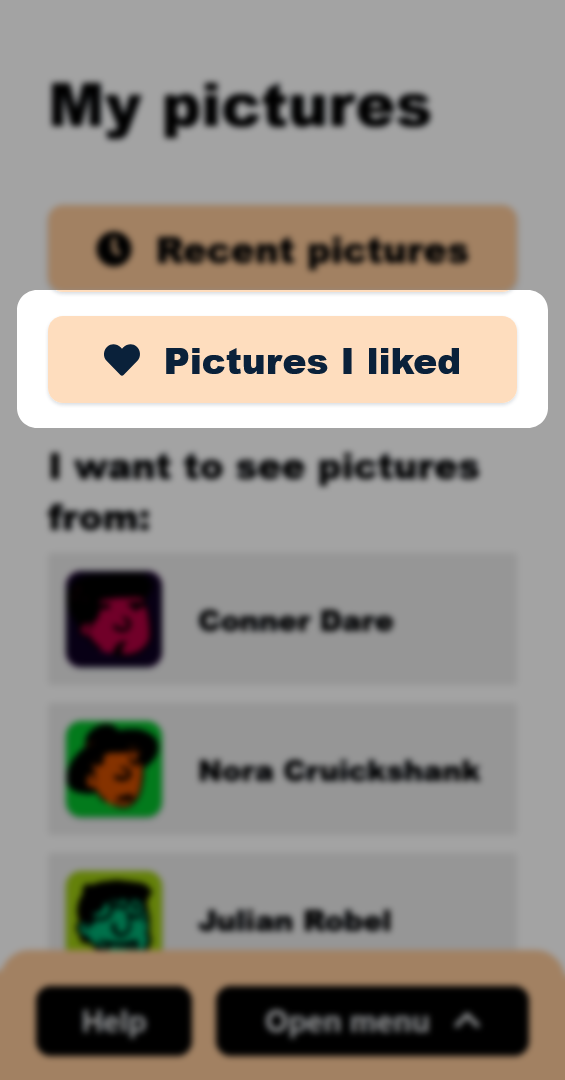 My pictures
Recent pictures
Pictures I liked
I want to see pictures
from:
Conner Dare
Nora Cruickshank
Julian Robel
Help
Open menu